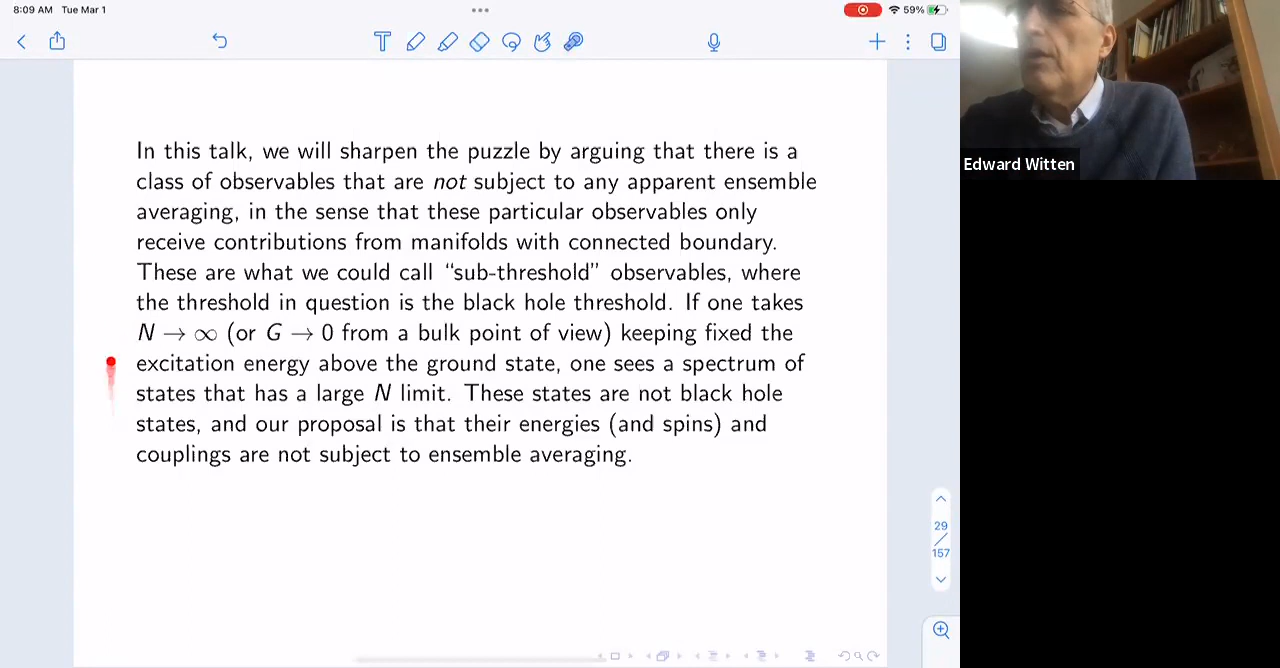 8:09 AM Tue Mar 1
59%
In this talk, we will sharpen the puzzle by arguing that there is a
class of observables that are not subject to any apparent ensemble
averaging, in the sense that these particular observables only
receive contributions from manifolds with connected boundary.
These are what we could call “sub-threshold” observables, where
the threshold in question is the black hole threshold. If one takes
N → ∞ (or G → 0 from a bulk point of view) keeping fixed the
excitation energy above the ground state, one sees a spectrum of
states that has a large N limit. These states are not black hole
states, and our proposal is that their energies (and spins) and
couplings are not subject to ensemble averaging.
29
/
157
Edward Witten